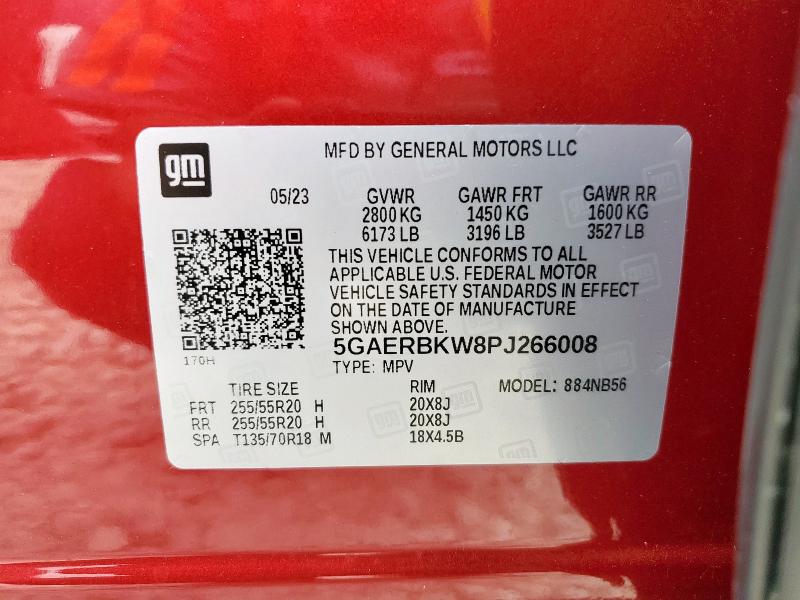 gm
MFD BY GENERAL MOTORS LLC
05/23 GVWR GAWR FRT GAWR RR
2800 KG 1450 KG 1600 KG
6173 LB 3196 LB 3527 LB
THIS VEHICLE CONFORMS TO ALL
APPLICABLE U.S. FEDERAL MOTOR
VEHICLE SAFETY STANDARDS IN EFFECT
ON THE DATE OF MANUFACTURE
SHOWN ABOVE.
170H
5GAERBKW8PJ266008
TYPE: MPV
TIRE SIZE RIM MODEL: 884NB56
FRT 255/55R20 H 20X8J
RR 255/55R20 H 20X8J
SPA T135/70R18 M 18X4.5B